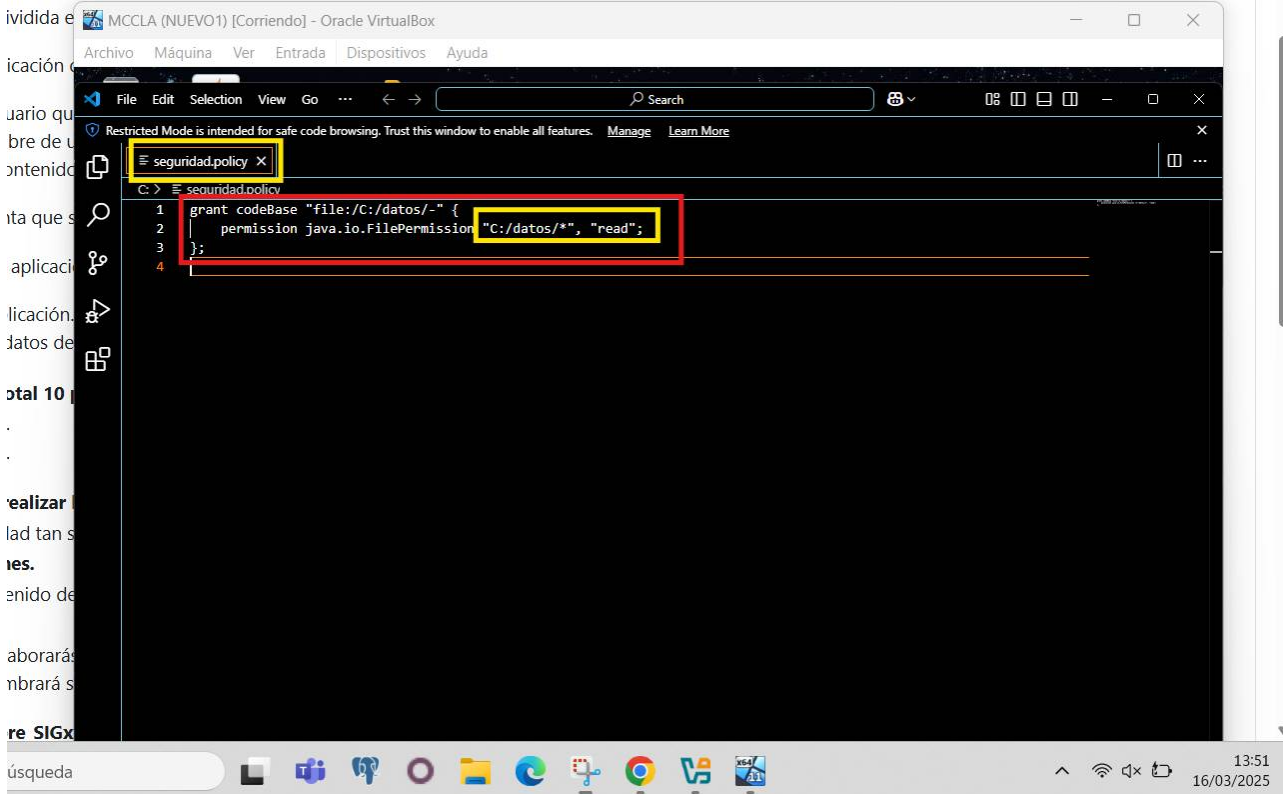 ividida e
MCCLA (NUEVO1) [Corriendo] - Oracle VirtualBox
Archivo Máquina Ver Entrada Dispositivos Ayuda
icación
File Edit Selection View Go ··· Search
uario qu
Restricted Mode is intended for safe code browsing. Trust this window to enable all features. Manage Learn More
bre de
seguridad.policy
ontenido
C: > seguridad.policy
1 grant codeBase "file:/C:/datos/-" {
nta que s
2 permission java.io.FilePermission "C:/datos/*", "read";
3 };
aplicaci
4
licación.
datos de
otal 10
.
.
realizar
lad tan s
nes.
enido de
aborarás
mbrará s
re SIGx
úsqueda
x64
11
13:51
16/03/2025